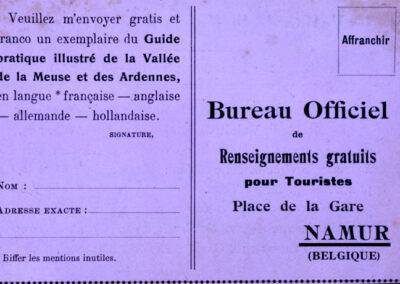 Veuillez m'envoyer gratis et
franco un exemplaire du Guide
pratique illustré de la Vallée
de la Meuse et des Ardennes,
en langue * française — anglaise
— allemande — hollandaise.
SIGNATURE,
NOM :
ADRESSE EXACTE :
Biffer les mentions inutiles.
Affranchir
Bureau Officiel
de
Renseignements gratuits
pour Touristes
Place de la Gare
NAMUR
(BELGIQUE)